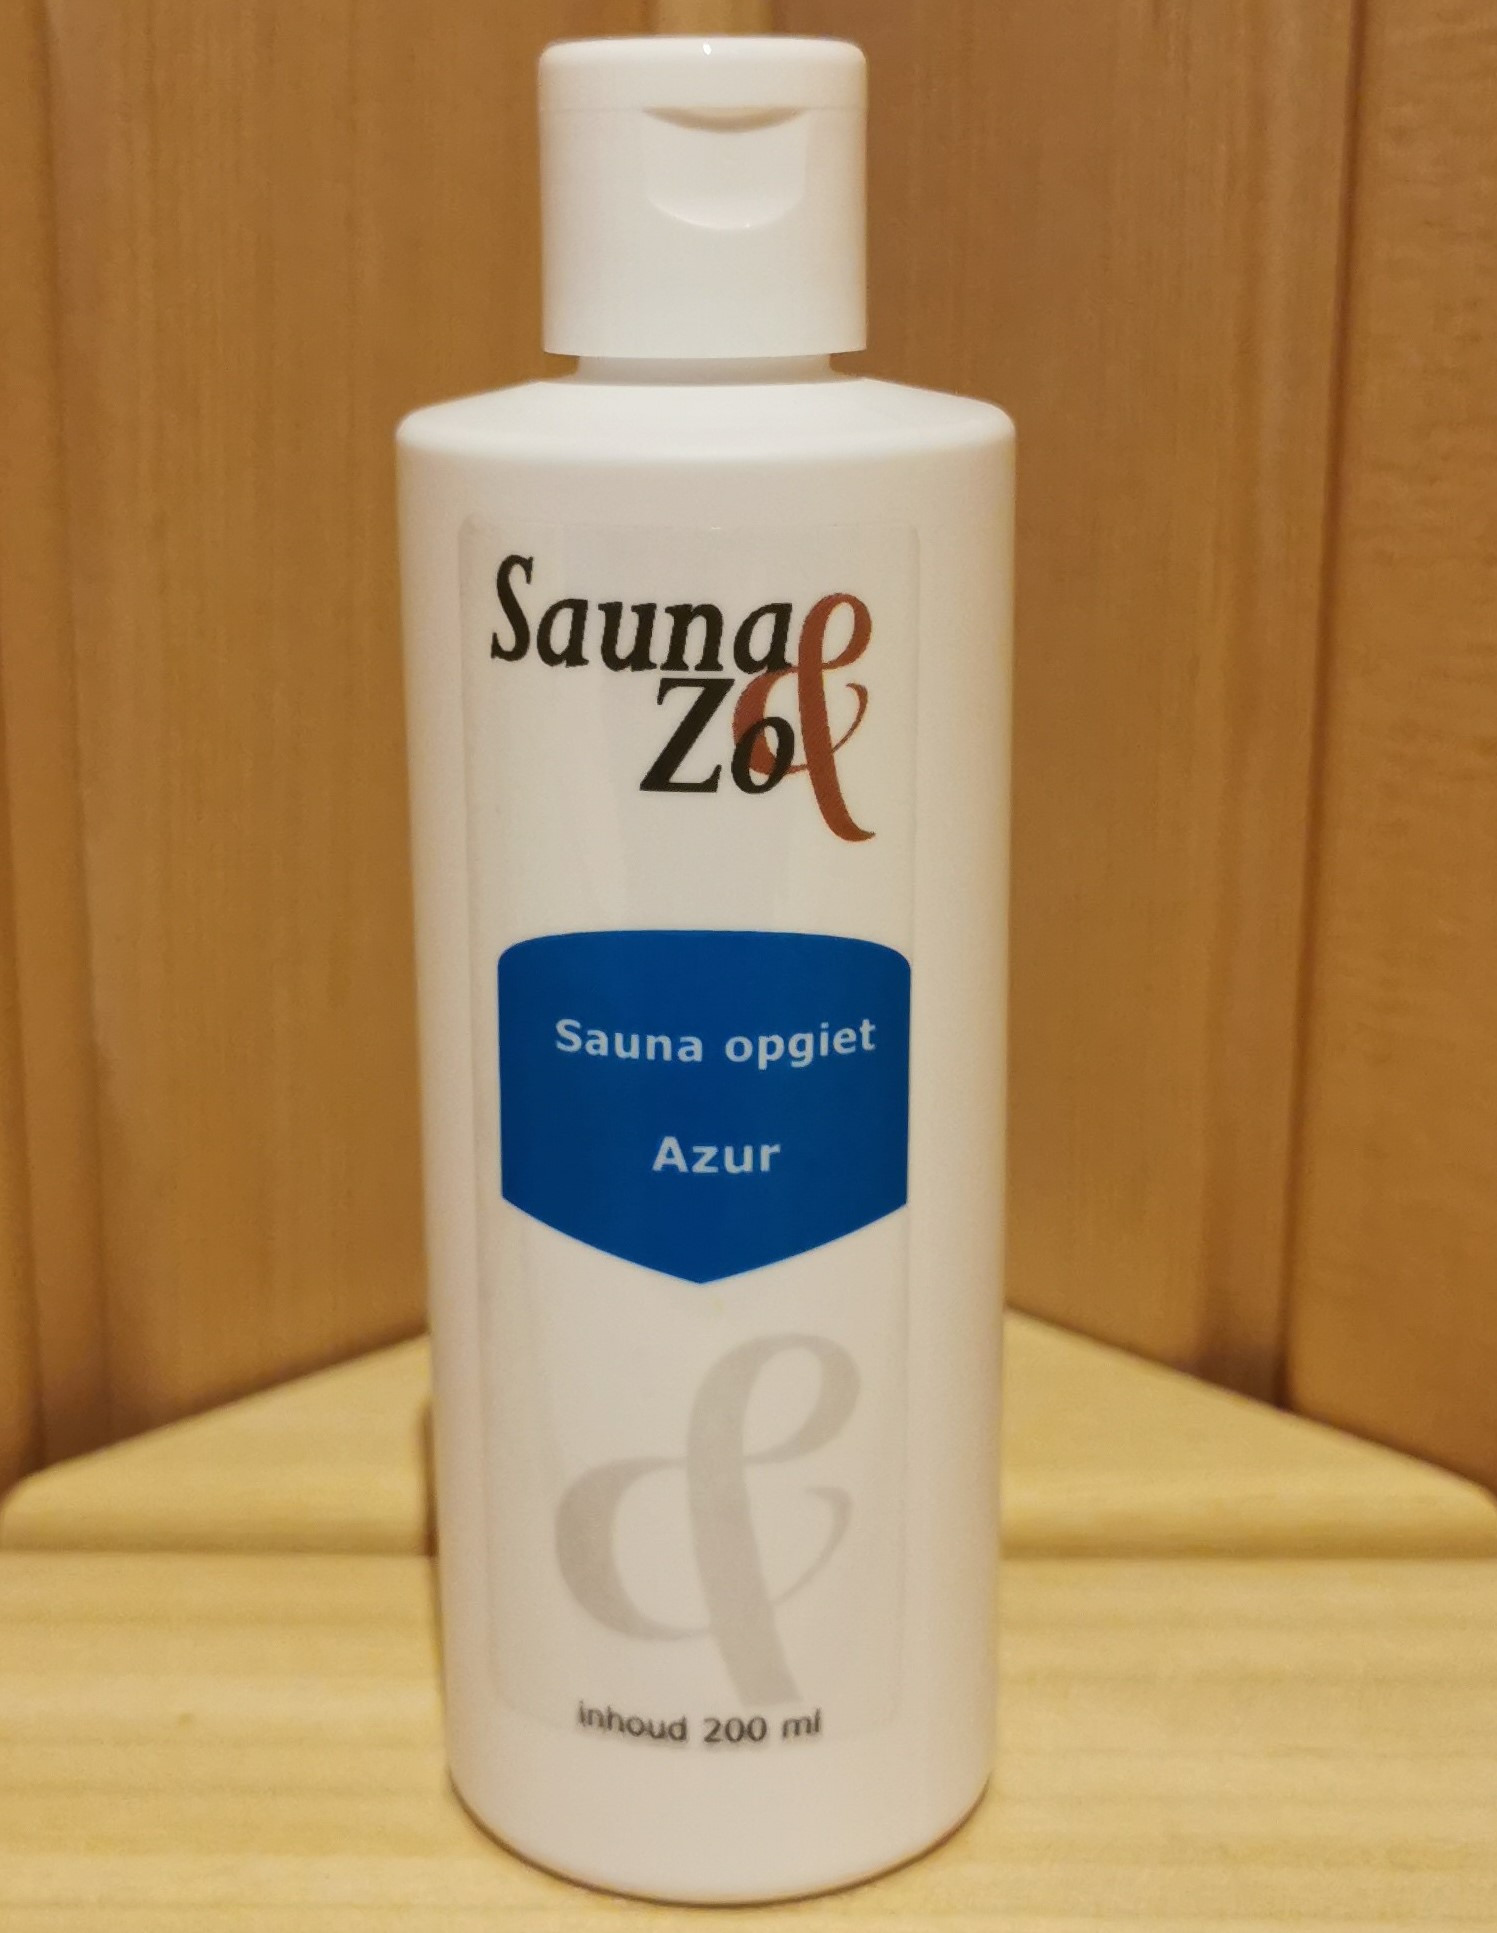 Sauna &
Zo
Sauna opgiet
Azur
&
inhoud 200 ml